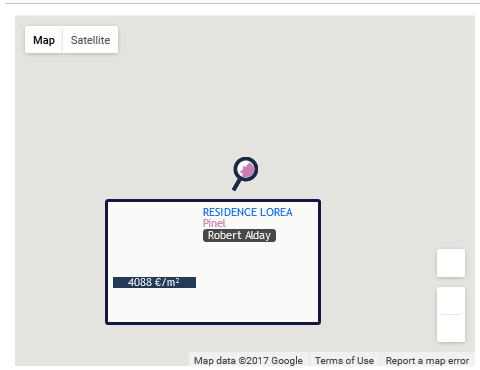 Map Satellite
RESIDENCE LOREA
Pinel
Robert Alday
4088 €/m²
Map data ©2017 Google Terms of Use Report a map error